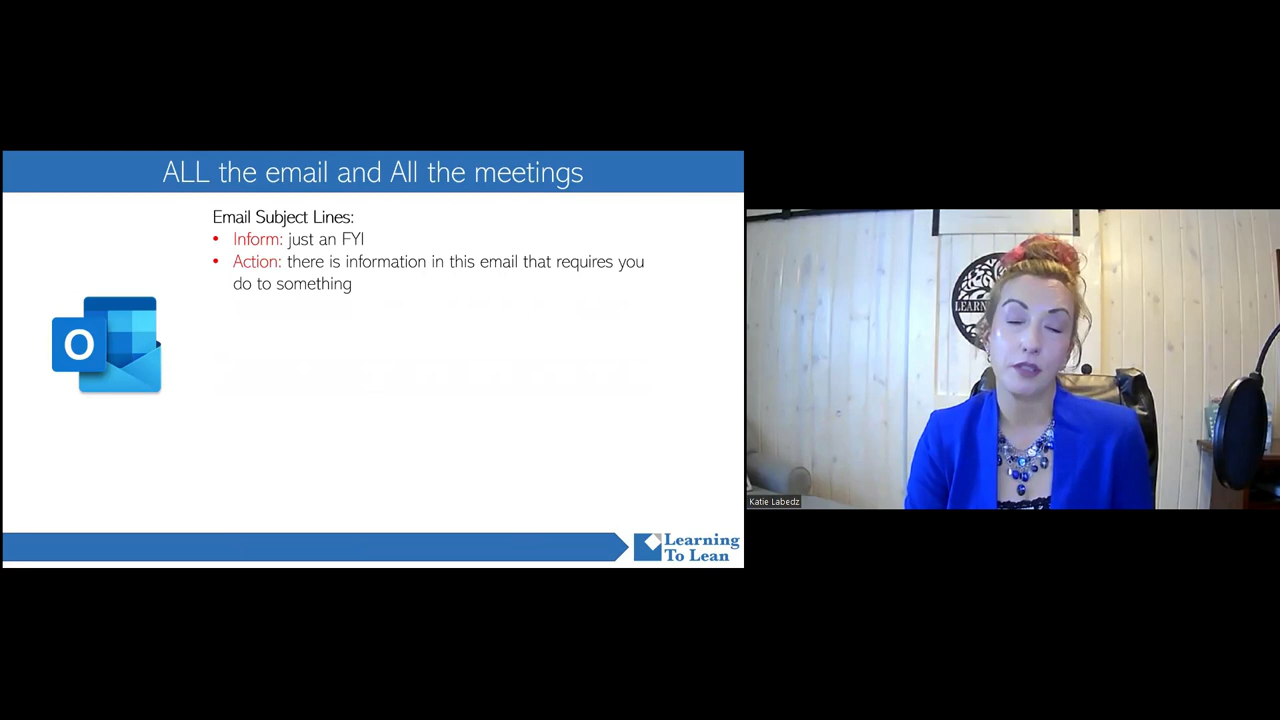 ALL the email and All the meetings
Email Subject Lines:
• Inform: just an FYI
• Action: there is information in this email that requires you
do to something
O
Learning
To Lean
LEARN
Katie Labedz